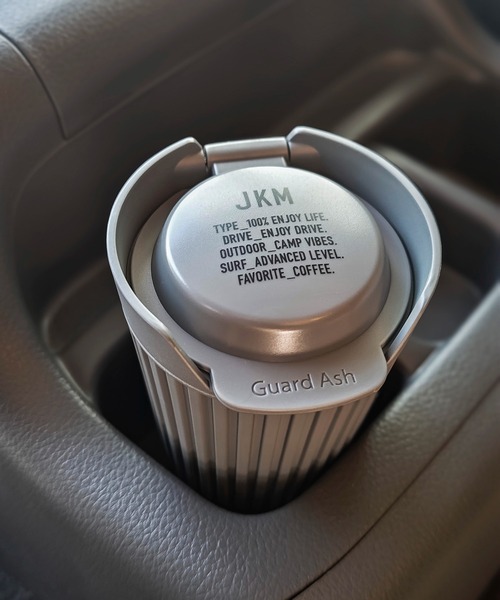 JKM
TYPE_100% ENJOY LIFE.
DRIVE_ENJOY DRIVE.
OUTDOOR_CAMP VIBES.
SURF_ADVANCED LEVEL.
FAVORITE_COFFEE.
Guard Ash